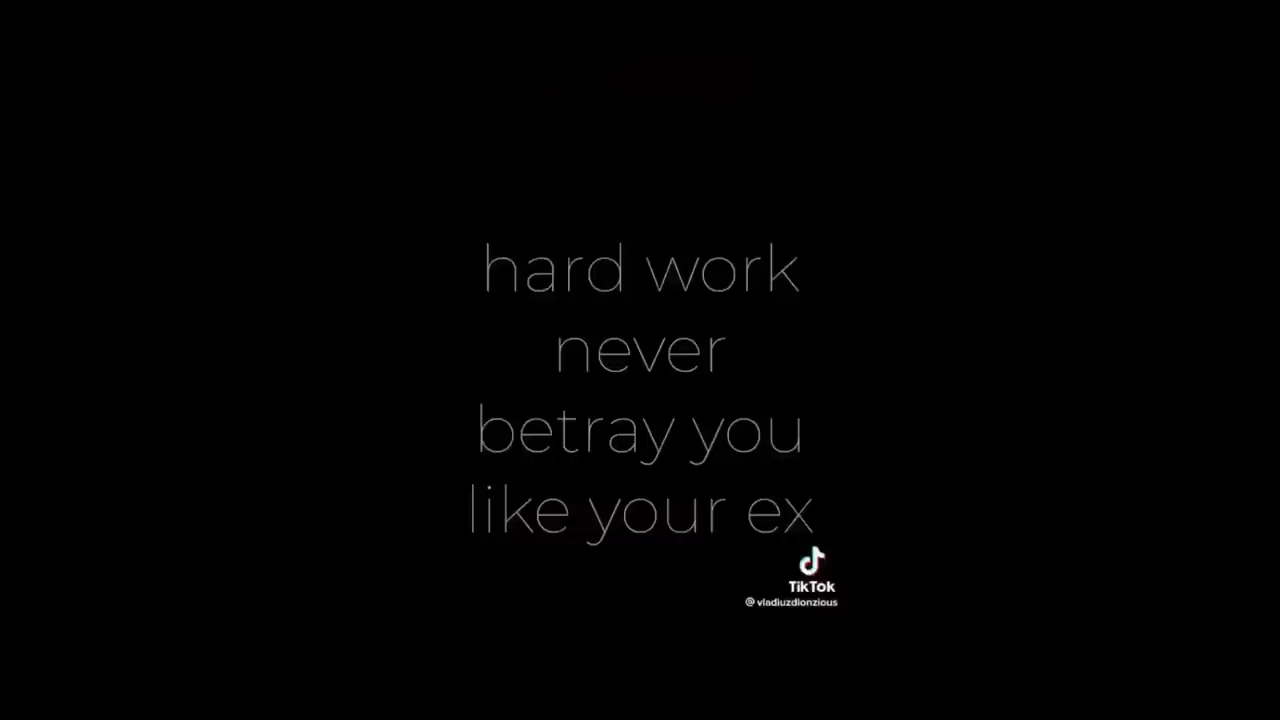 hard work
never
betray you
like your ex
TikTok
@vladiuzdionzious